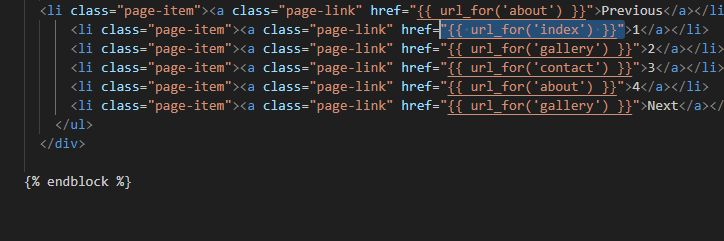 <li class="page-item"><a class="page-link" href="{{ url_for('about') }}">Previous</a></li
<li class="page-item"><a class="page-link" href="{{ url_for('index') }}">1</a></li>
<li class="page-item"><a class="page-link" href="{{ url_for('gallery') }}">2</a></li>
<li class="page-item"><a class="page-link" href="{{ url_for('contact') }}">3</a></li>
<li class="page-item"><a class="page-link" href="{{ url_for('about') }}">4</a></li>
<li class="page-item"><a class="page-link" href="{{ url_for('gallery') }}">Next</a></
</ul>
</div>
{% endblock %}